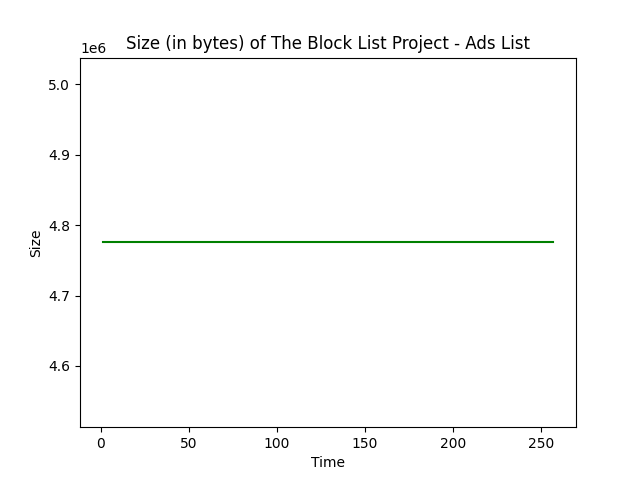 Size (in bytes) of The Block List Project - Ads List
1e6
5.0
4.9
4.8
4.7
4.6
Size
0 50 100 150 200 250
Time